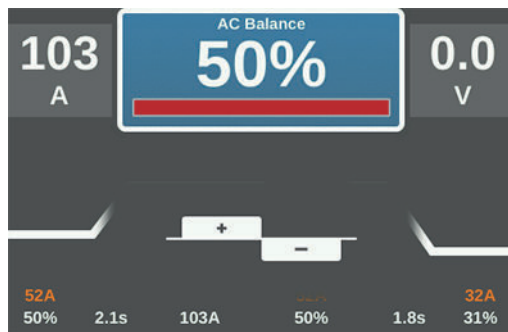 AC Balance
103 50% 0.0
A V
+
−
52A 32A
50% 2.1s 103A 50% 1.8s 31%